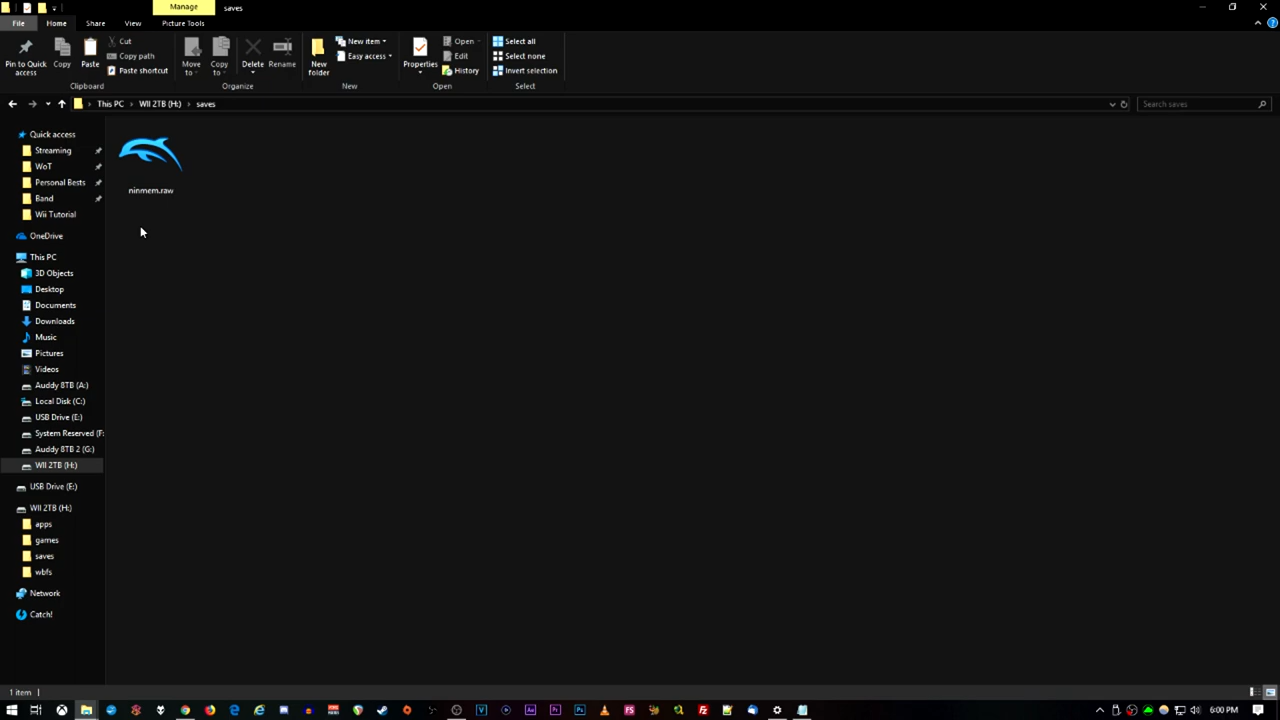 Manage
saves
File
Home
Share
View
Picture Tools
Pin to Quick access
Copy
Paste
Cut
Copy path
Paste shortcut
Move to
Copy to
Delete
Rename
New folder
New item
Easy access
Properties
Open
Edit
History
Select all
Select none
Invert selection
Clipboard
Organize
New
Open
Select
This PC
WII 2TB (H:)
saves
Search saves
ninmem.raw
Quick access
Streaming
WoT
Personal Bests
Band
Wii Tutorial
OneDrive
This PC
3D Objects
Desktop
Documents
Downloads
Music
Pictures
Videos
Auddy 8TB (A:)
Local Disk (C:)
USB Drive (E:)
System Reserved (F:
Auddy 8TB 2 (G:)
WII 2TB (H:)
USB Drive (E:)
WII 2TB (H:)
apps
games
saves
wbfs
Network
Catch!
1 item
6:00 PM